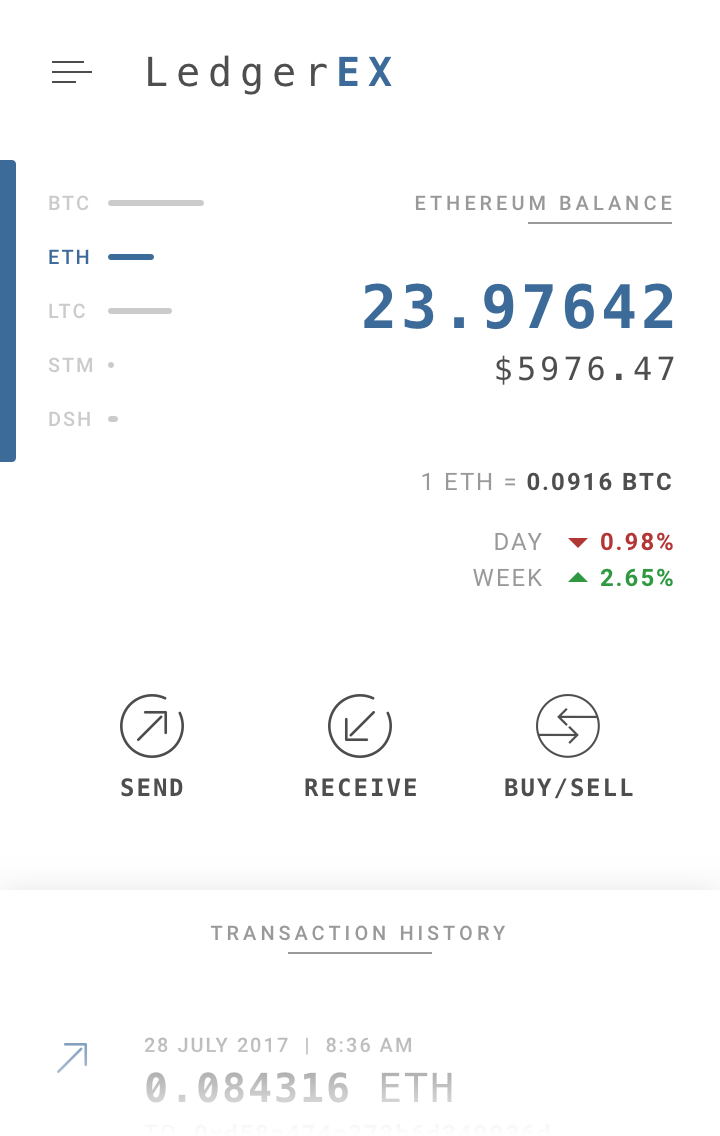 LedgerEX
BTC
ETH
LTC
STM
DSH
ETHEREUM BALANCE
23.97642
$5976.47
1 ETH = 0.0916 BTC
DAY 0.98%
WEEK 2.65%
SEND
RECEIVE
BUY/SELL
TRANSACTION HISTORY
28 JULY 2017 | 8:36 AM
0.084316 ETH
TO